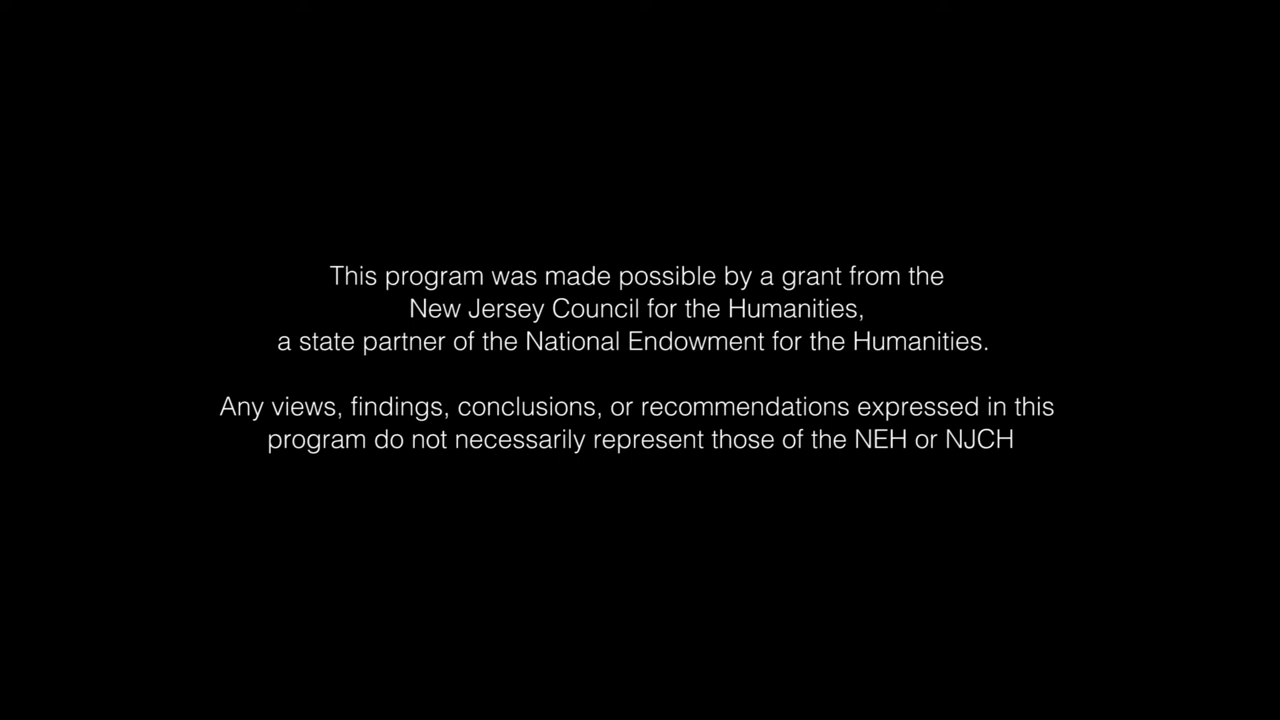 This program was made possible by a grant from the
New Jersey Council for the Humanities,
a state partner of the National Endowment for the Humanities.
Any views, findings, conclusions, or recommendations expressed in this
program do not necessarily represent those of the NEH or NJCH